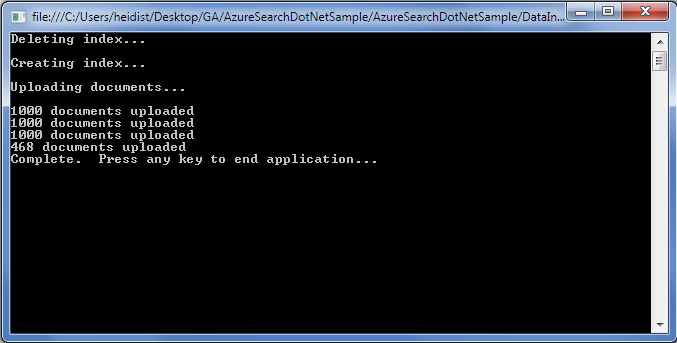 file:///C:/Users/heidist/Desktop/GA/AzureSearchDotNetSample/AzureSearchDotNetSample/DataIn...
Deleting index...
Creating index...
Uploading documents...
1000 documents uploaded
1000 documents uploaded
1000 documents uploaded
468 documents uploaded
Complete.  Press any key to end application...